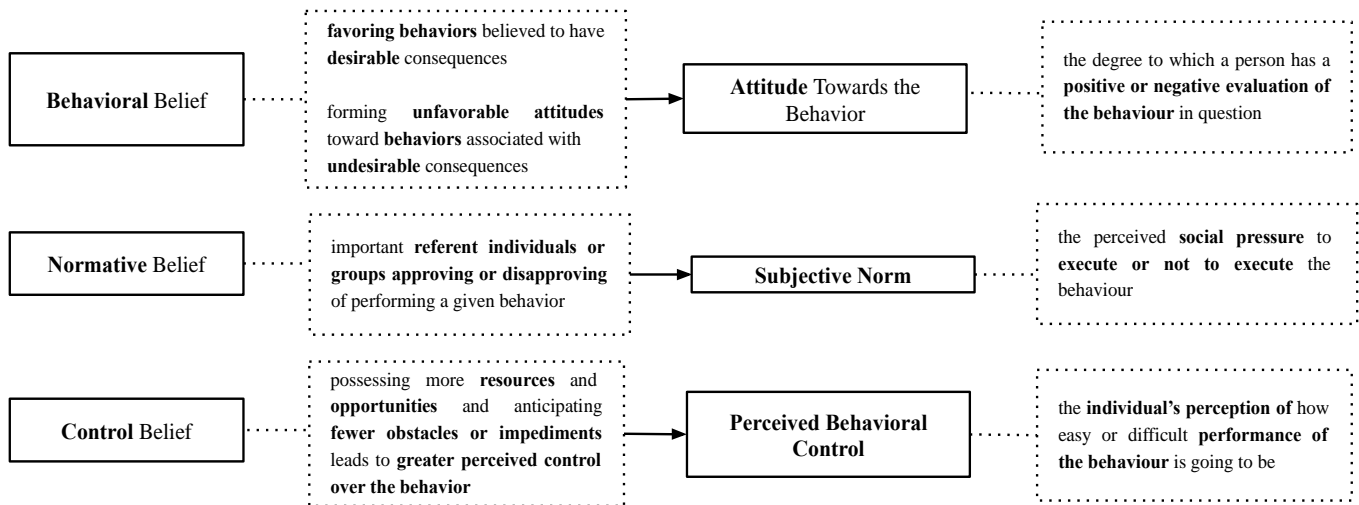 Behavioral Belief
favoring behaviors believed to have
desirable consequences
forming unfavorable attitudes
toward behaviors associated with
undesirable consequences
Attitude Towards the
Behavior
the degree to which a person has a
positive or negative evaluation of
the behaviour in question
Normative Belief
important referent individuals or
groups approving or disapproving
of performing a given behavior
Subjective Norm
the perceived social pressure to
execute or not to execute the
behaviour
Control Belief
possessing more resources and
opportunities and anticipating
fewer obstacles or impediments
leads to greater perceived control
over the behavior
Perceived Behavioral
Control
the individual’s perception of how
easy or difficult performance of
the behaviour is going to be